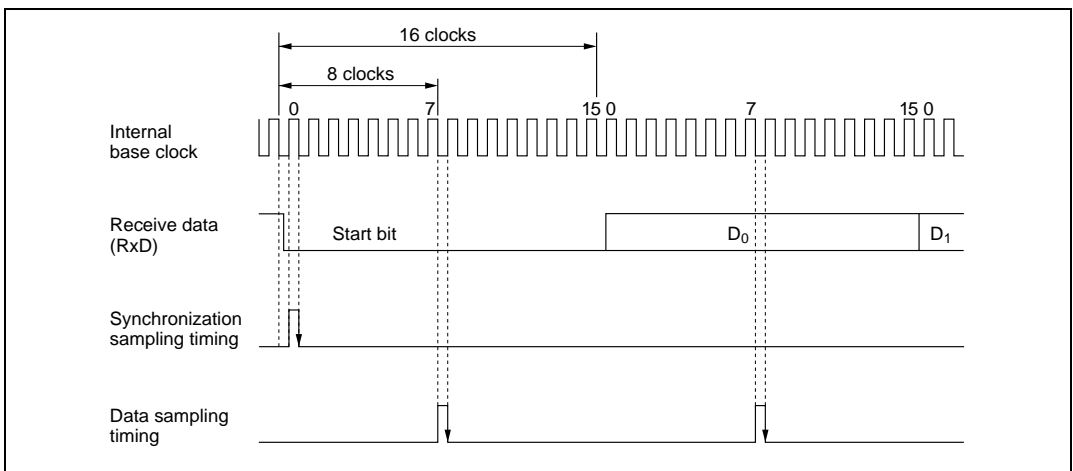 16 clocks
8 clocks
0 7 15 0 7 15 0
Internal
base clock
Receive data
(RxD)
Start bit D0 D1
Synchronization
sampling timing
Data sampling
timing